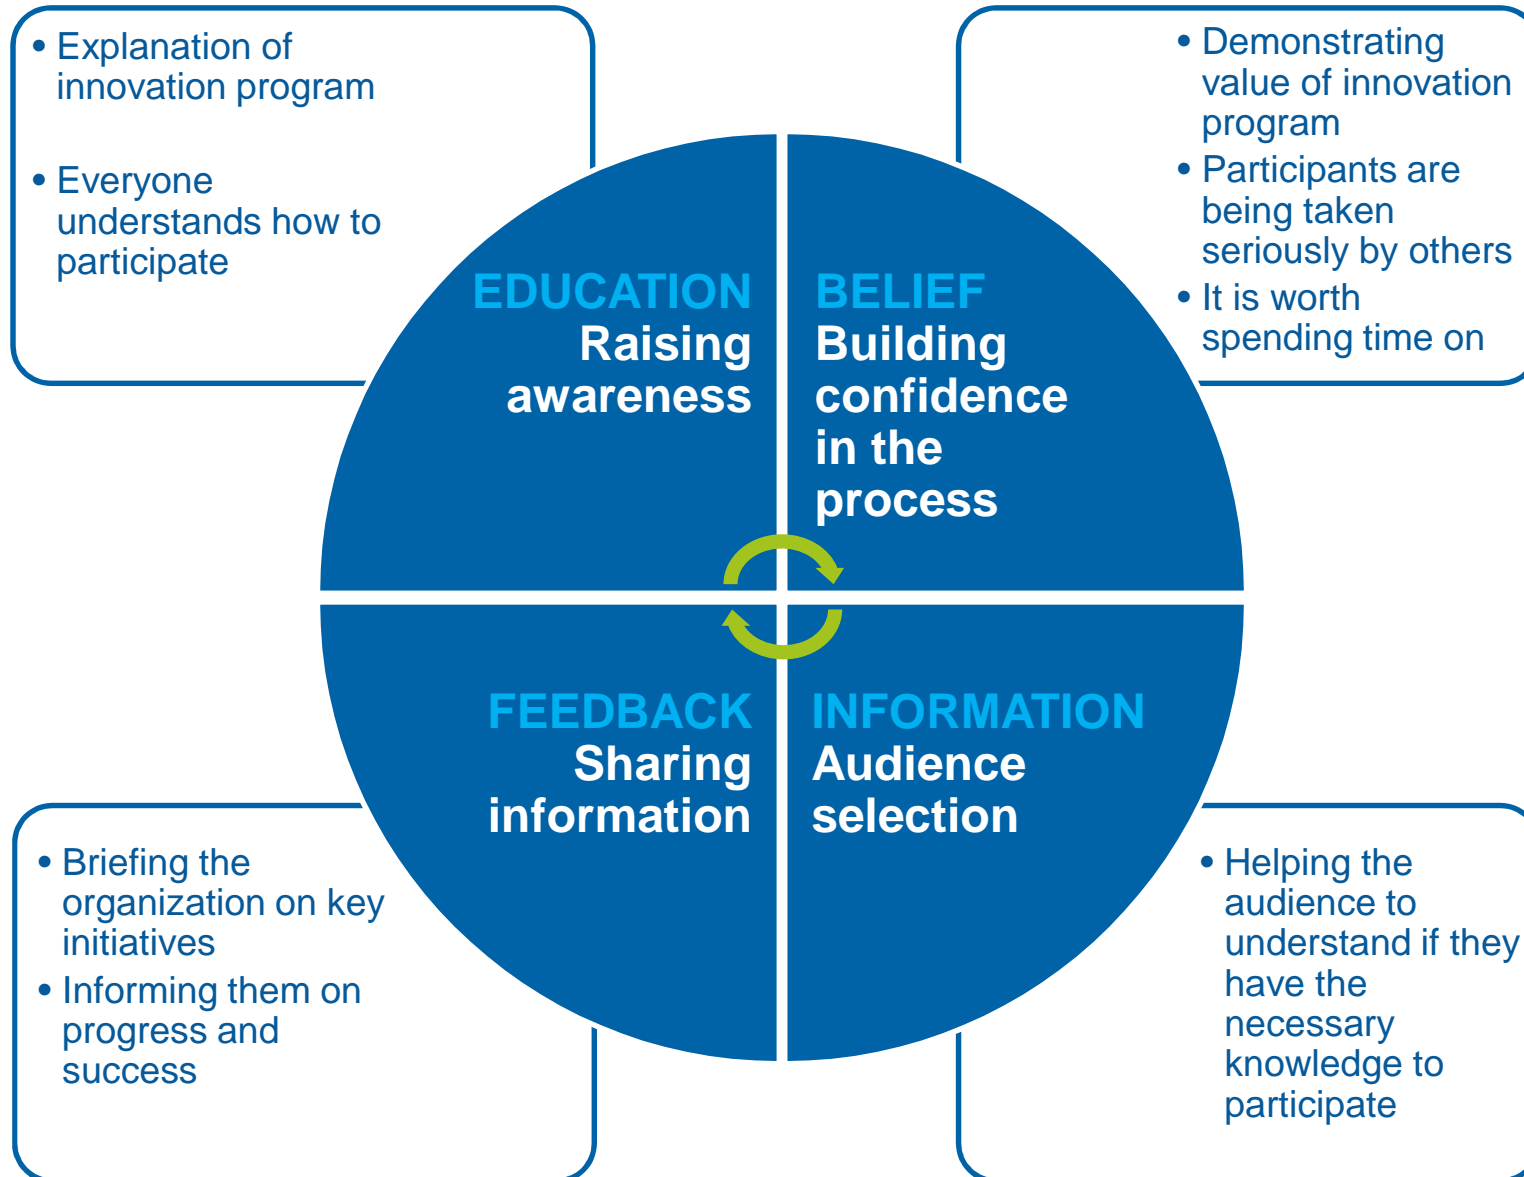 • Explanation of
innovation program
• Everyone
understands how to
participate
• Demonstrating
value of innovation
program
• Participants are
being taken
seriously by others
• It is worth
spending time on
EDUCATION
Raising
awareness
BELIEF
Building
confidence
in the
process
FEEDBACK
Sharing
information
INFORMATION
Audience
selection
• Briefing the
organization on key
initiatives
• Informing them on
progress and
success
• Helping the
audience to
understand if they
have the
necessary
knowledge to
participate